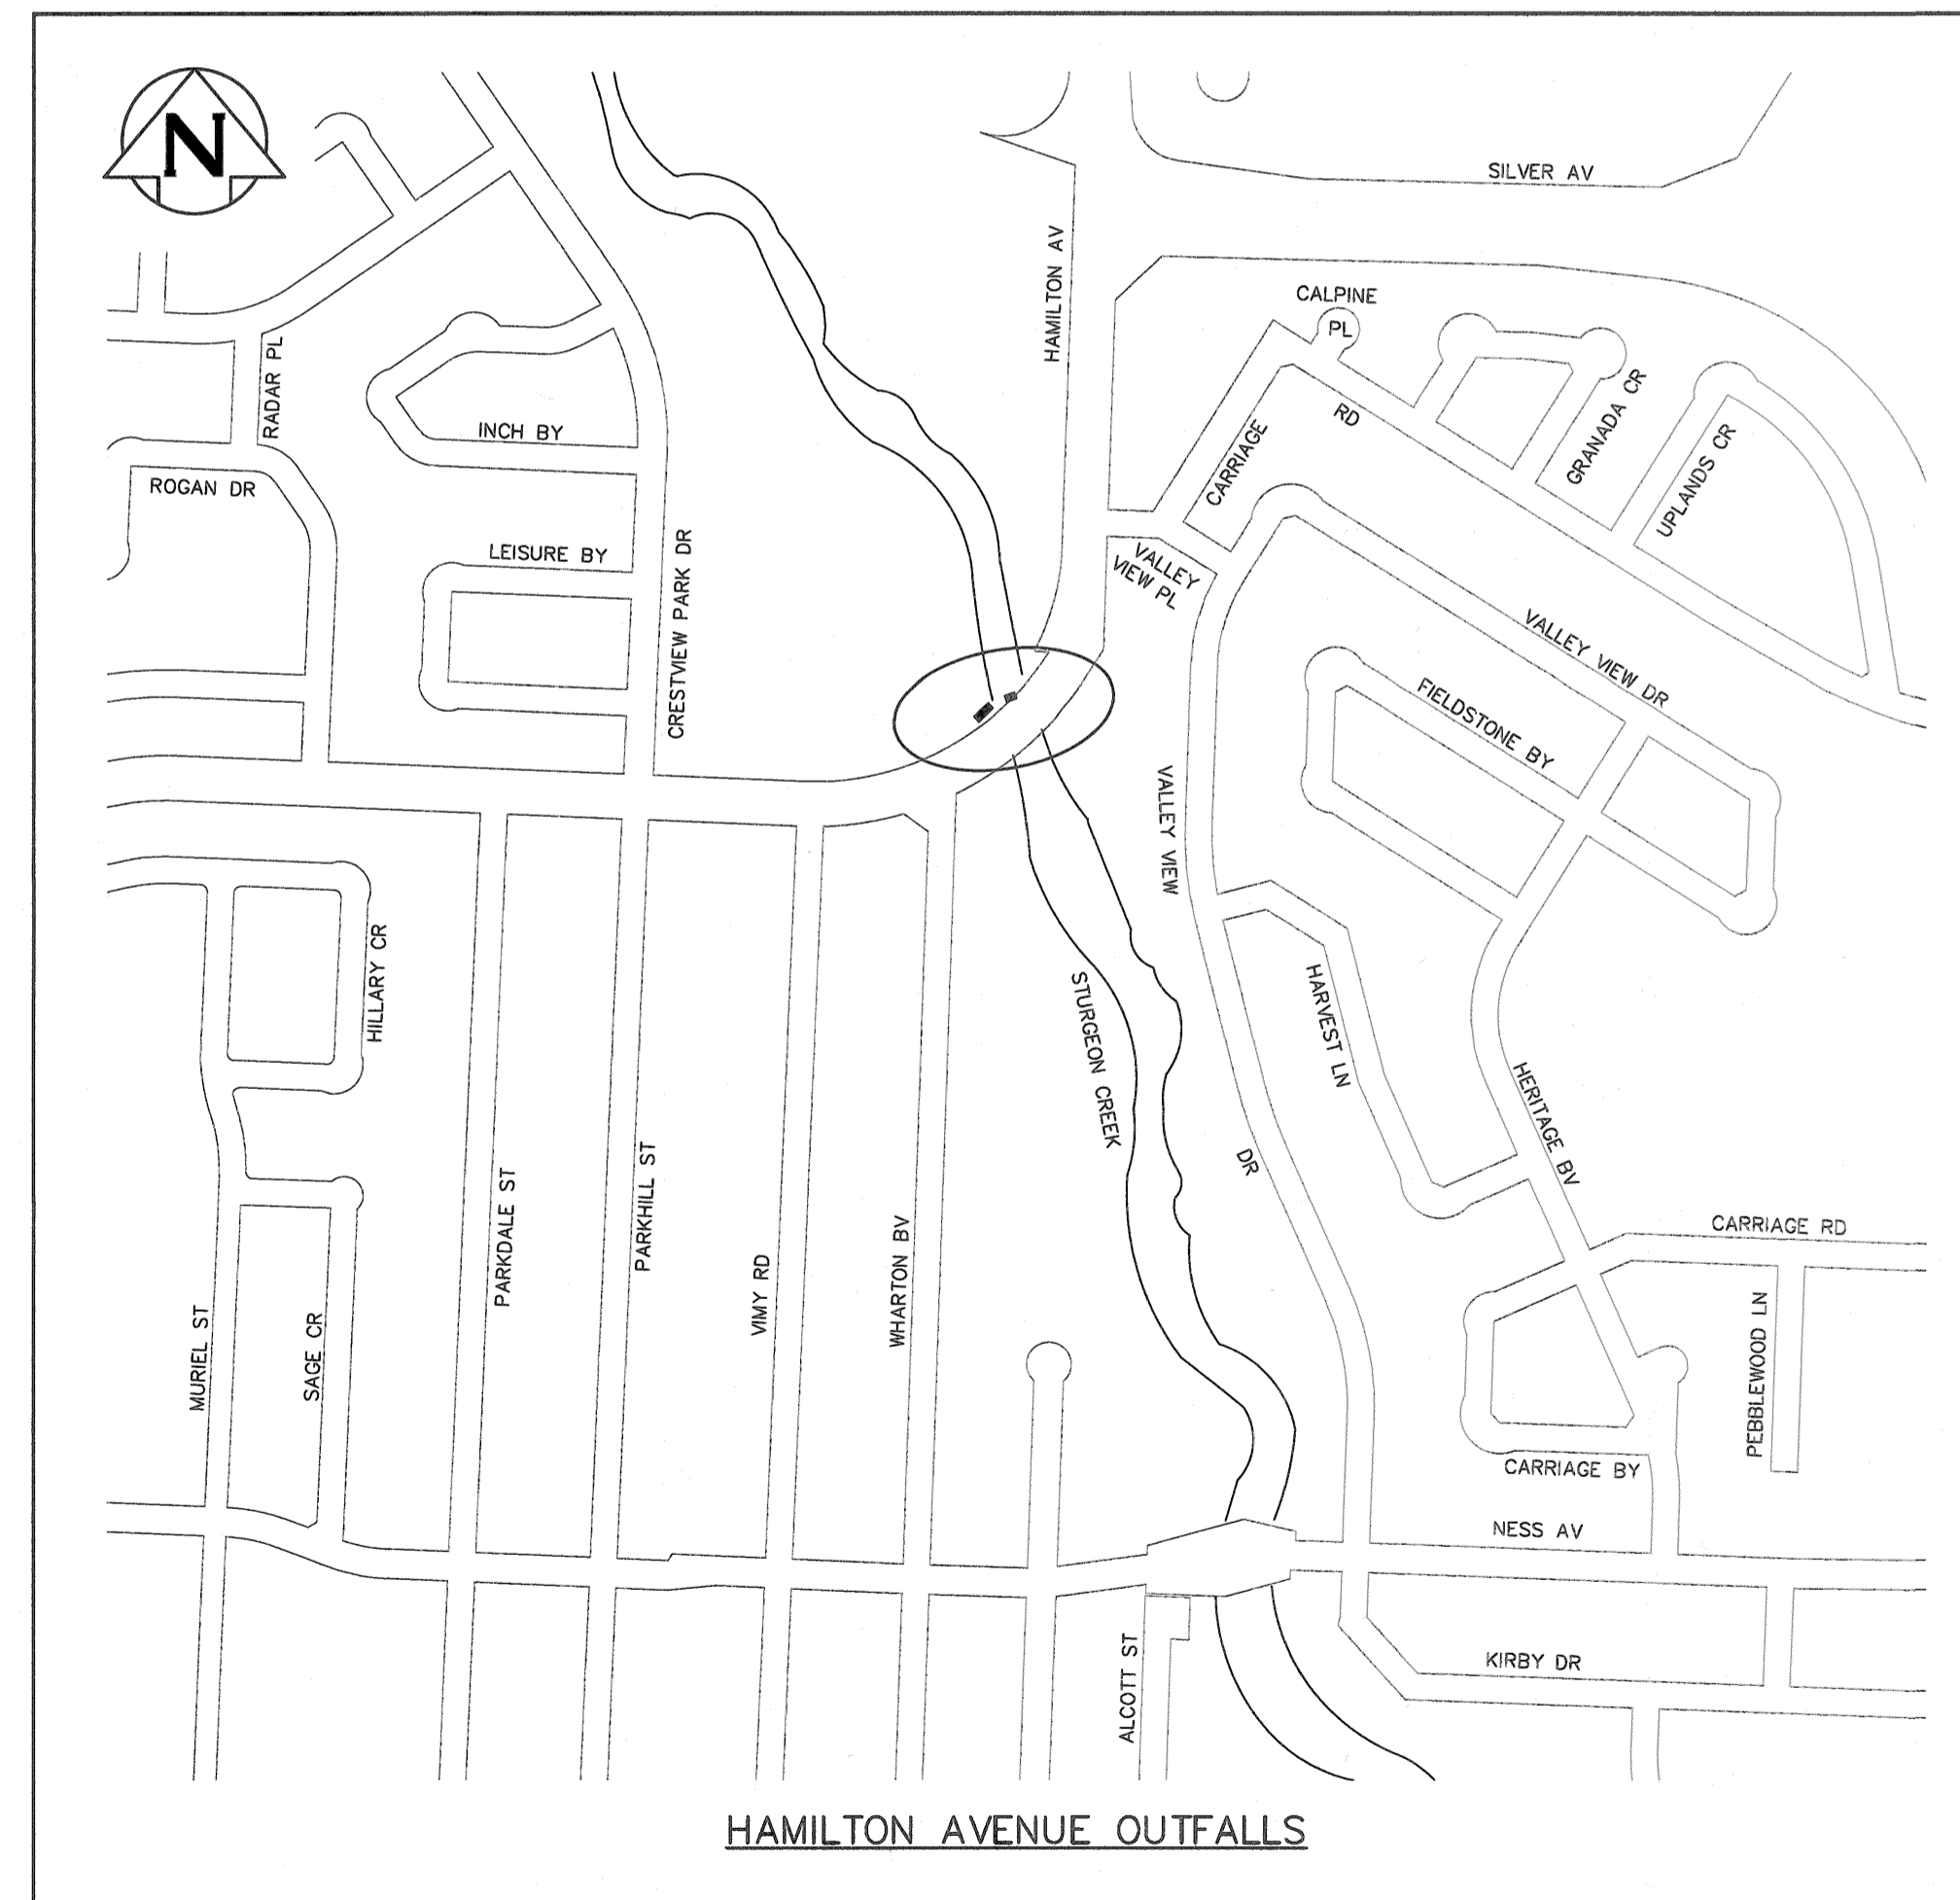 N
SILVER AV
HAMILTON AV
CALPINE
PL
RADAR PL
CARRIAGE
RD
GRANADA CR
UPLANDS CR
INCH BY
ROGAN DR
LEISURE BY
CRESTVIEW PARK DR
VALLEY
VIEW PL
VALLEY VIEW DR
FIELDSTONE BY
VALLEY VIEW
DR
HILLARY CR
STURGEON CREEK
HARVEST LN
HERITAGE BV
PARKDALE ST
PARKHILL ST
VIMY RD
WHARTON BV
CARRIAGE RD
MURIEL ST
SAGE CR
PEBBLEWOOD LN
CARRIAGE BY
NESS AV
ALCOTT ST
KIRBY DR
HAMILTON AVENUE OUTFALLS